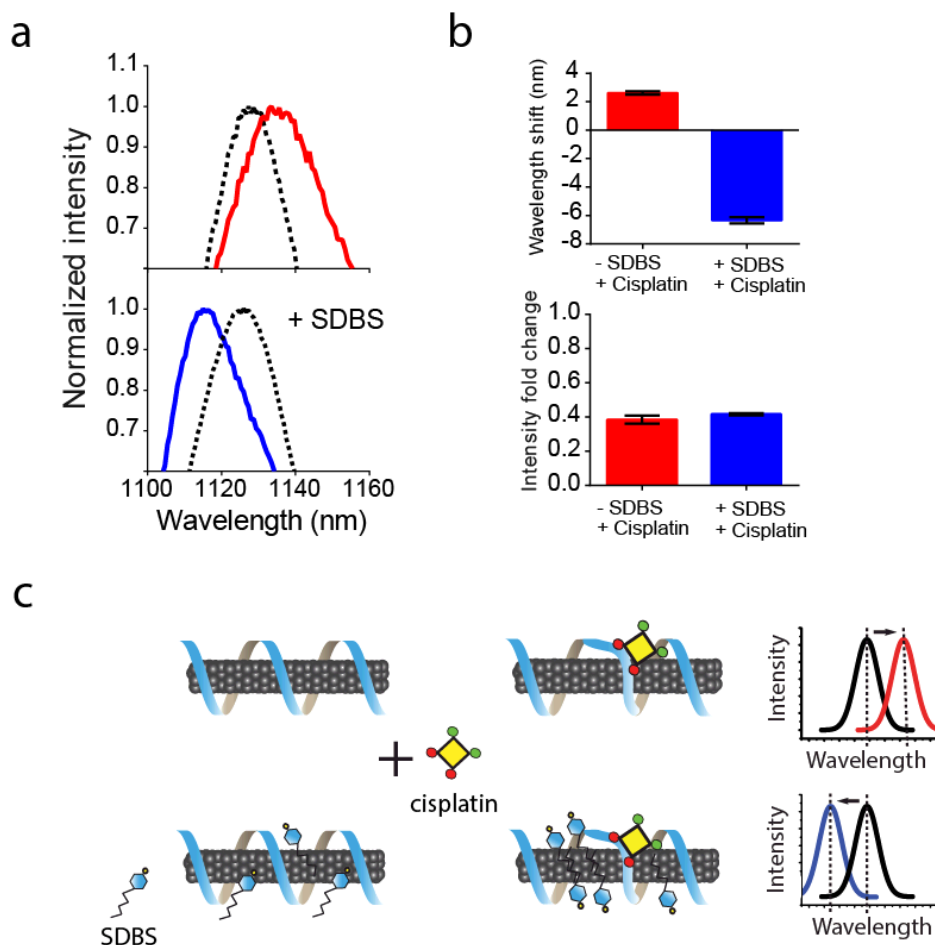 a
1.1
1.0
0.9
0.8
0.7
1.0
0.9
0.8
0.7
+ SDBS
Normalized intensity
1100 1120 1140 1160
Wavelength (nm)
b
4
2
0
-2
-4
-6
-8
Wavelength shift (nm)
- SDBS + SDBS
+ Cisplatin + Cisplatin
1.0
0.8
0.6
0.4
0.2
0.0
Intensity fold change
- SDBS + SDBS
+ Cisplatin + Cisplatin
c
+
cisplatin
SDBS
Intensity
Wavelength
Intensity
Wavelength